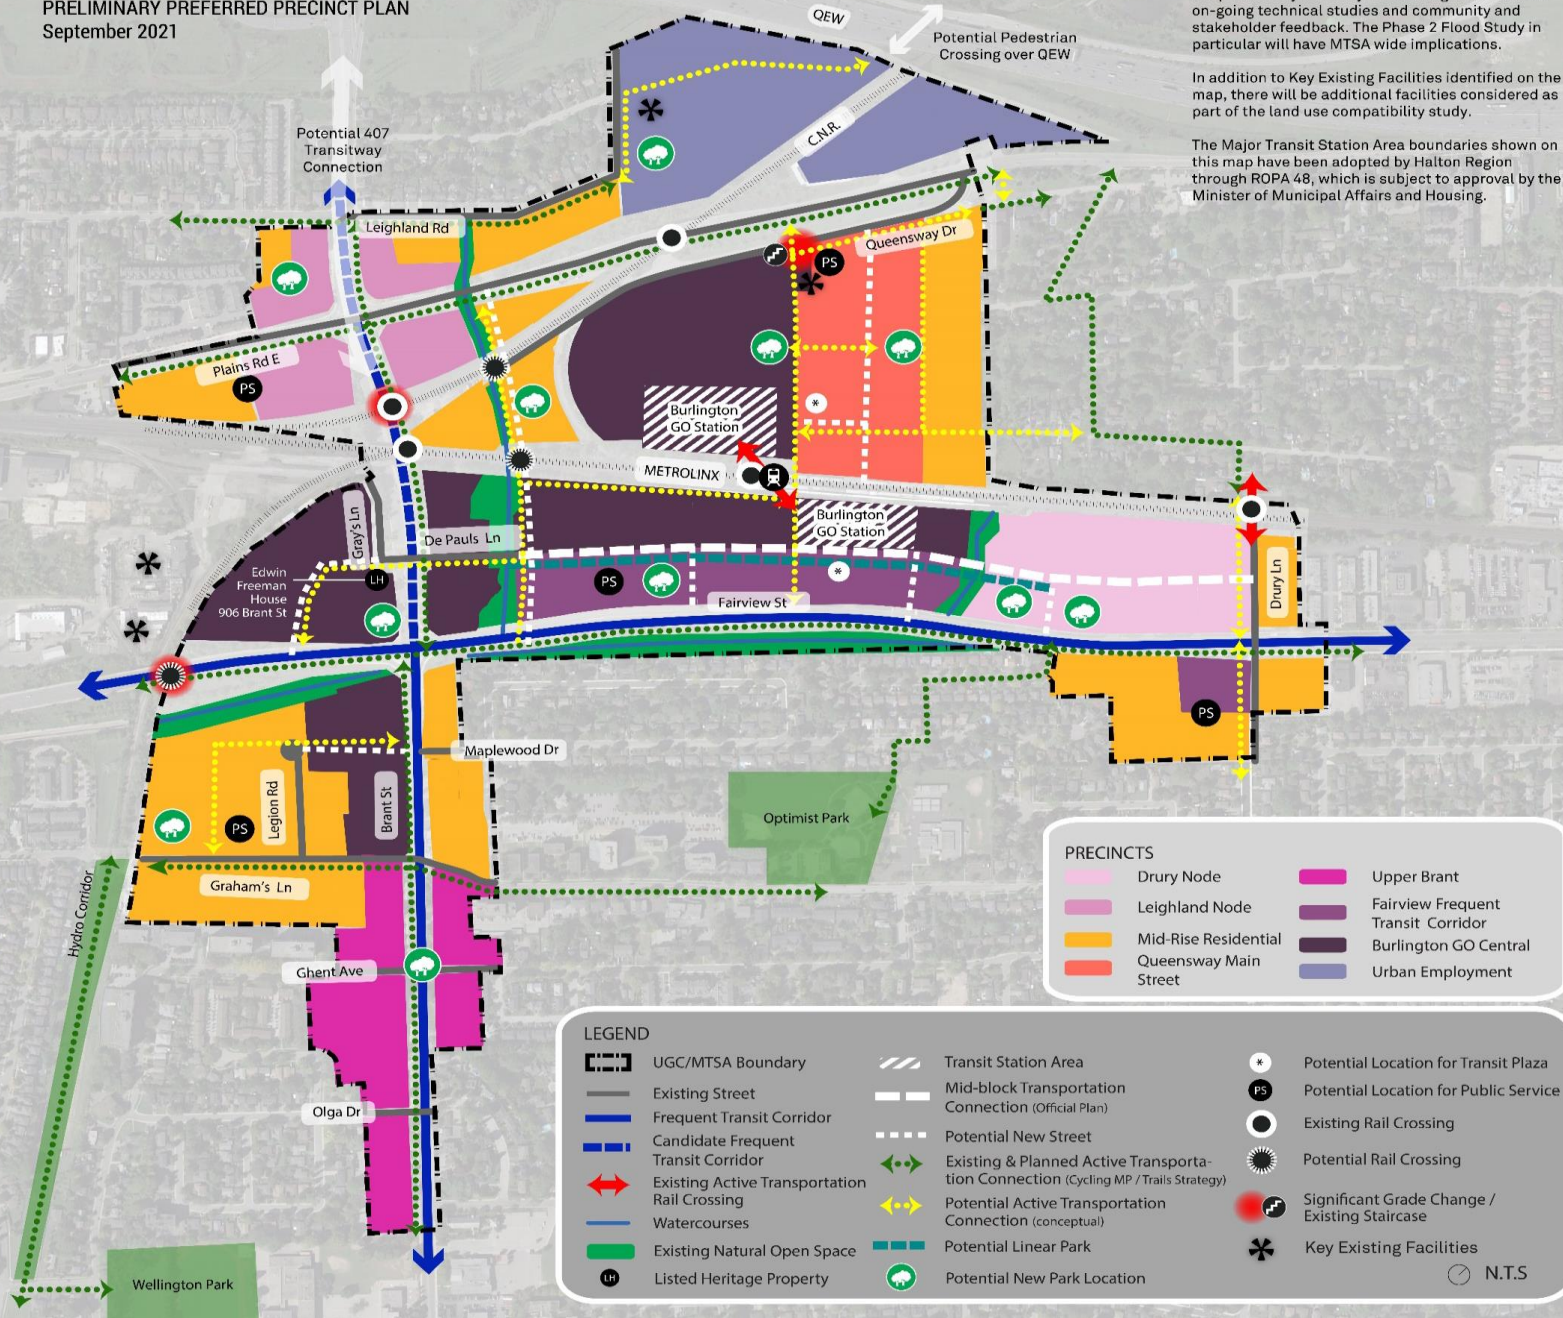 PRELIMINARY PREFERRED PRECINCT PLAN
September 2021
on-going technical studies and community and
stakeholder feedback. The Phase 2 Flood Study in
particular will have MTSA wide implications.
In addition to Key Existing Facilities identified on the
map, there will be additional facilities considered as
part of the land use compatibility study.
The Major Transit Station Area boundaries shown on
this map have been adopted by Halton Region
through ROPA 48, which is subject to approval by the
Minister of Municipal Affairs and Housing.
QEW
Potential Pedestrian
Crossing over QEW
Potential 407
Transitway
Connection
C.N.R.
Leighland Rd
Queensway Dr
PS
Plains Rd E
PS
Burlington
GO Station
METROLINX
Burlington
GO Station
Gray's Ln
De Pauls Ln
Edwin
Freeman
House
906 Brant St
LH
PS
Fairview St
Drury Ln
PS
Maplewood Dr
Legion Rd
Brant St
PS
Optimist Park
Graham's Ln
Hydro Corridor
Ghent Ave
Olga Dr
Wellington Park
PRECINCTS
Drury Node
Leighland Node
Mid-Rise Residential
Queensway Main
Street
Upper Brant
Fairview Frequent
Transit Corridor
Burlington GO Central
Urban Employment
LEGEND
UGC/MTSA Boundary
Existing Street
Frequent Transit Corridor
Candidate Frequent
Transit Corridor
Existing Active Transportation
Rail Crossing
Watercourses
Existing Natural Open Space
LH
Listed Heritage Property
Transit Station Area
Mid-block Transportation
Connection (Official Plan)
Potential New Street
Existing & Planned Active Transporta-
tion Connection (Cycling MP / Trails Strategy)
Potential Active Transportation
Connection (conceptual)
Potential Linear Park
Potential New Park Location
Potential Location for Transit Plaza
PS
Potential Location for Public Service
Existing Rail Crossing
Potential Rail Crossing
Significant Grade Change /
Existing Staircase
Key Existing Facilities
N.T.S